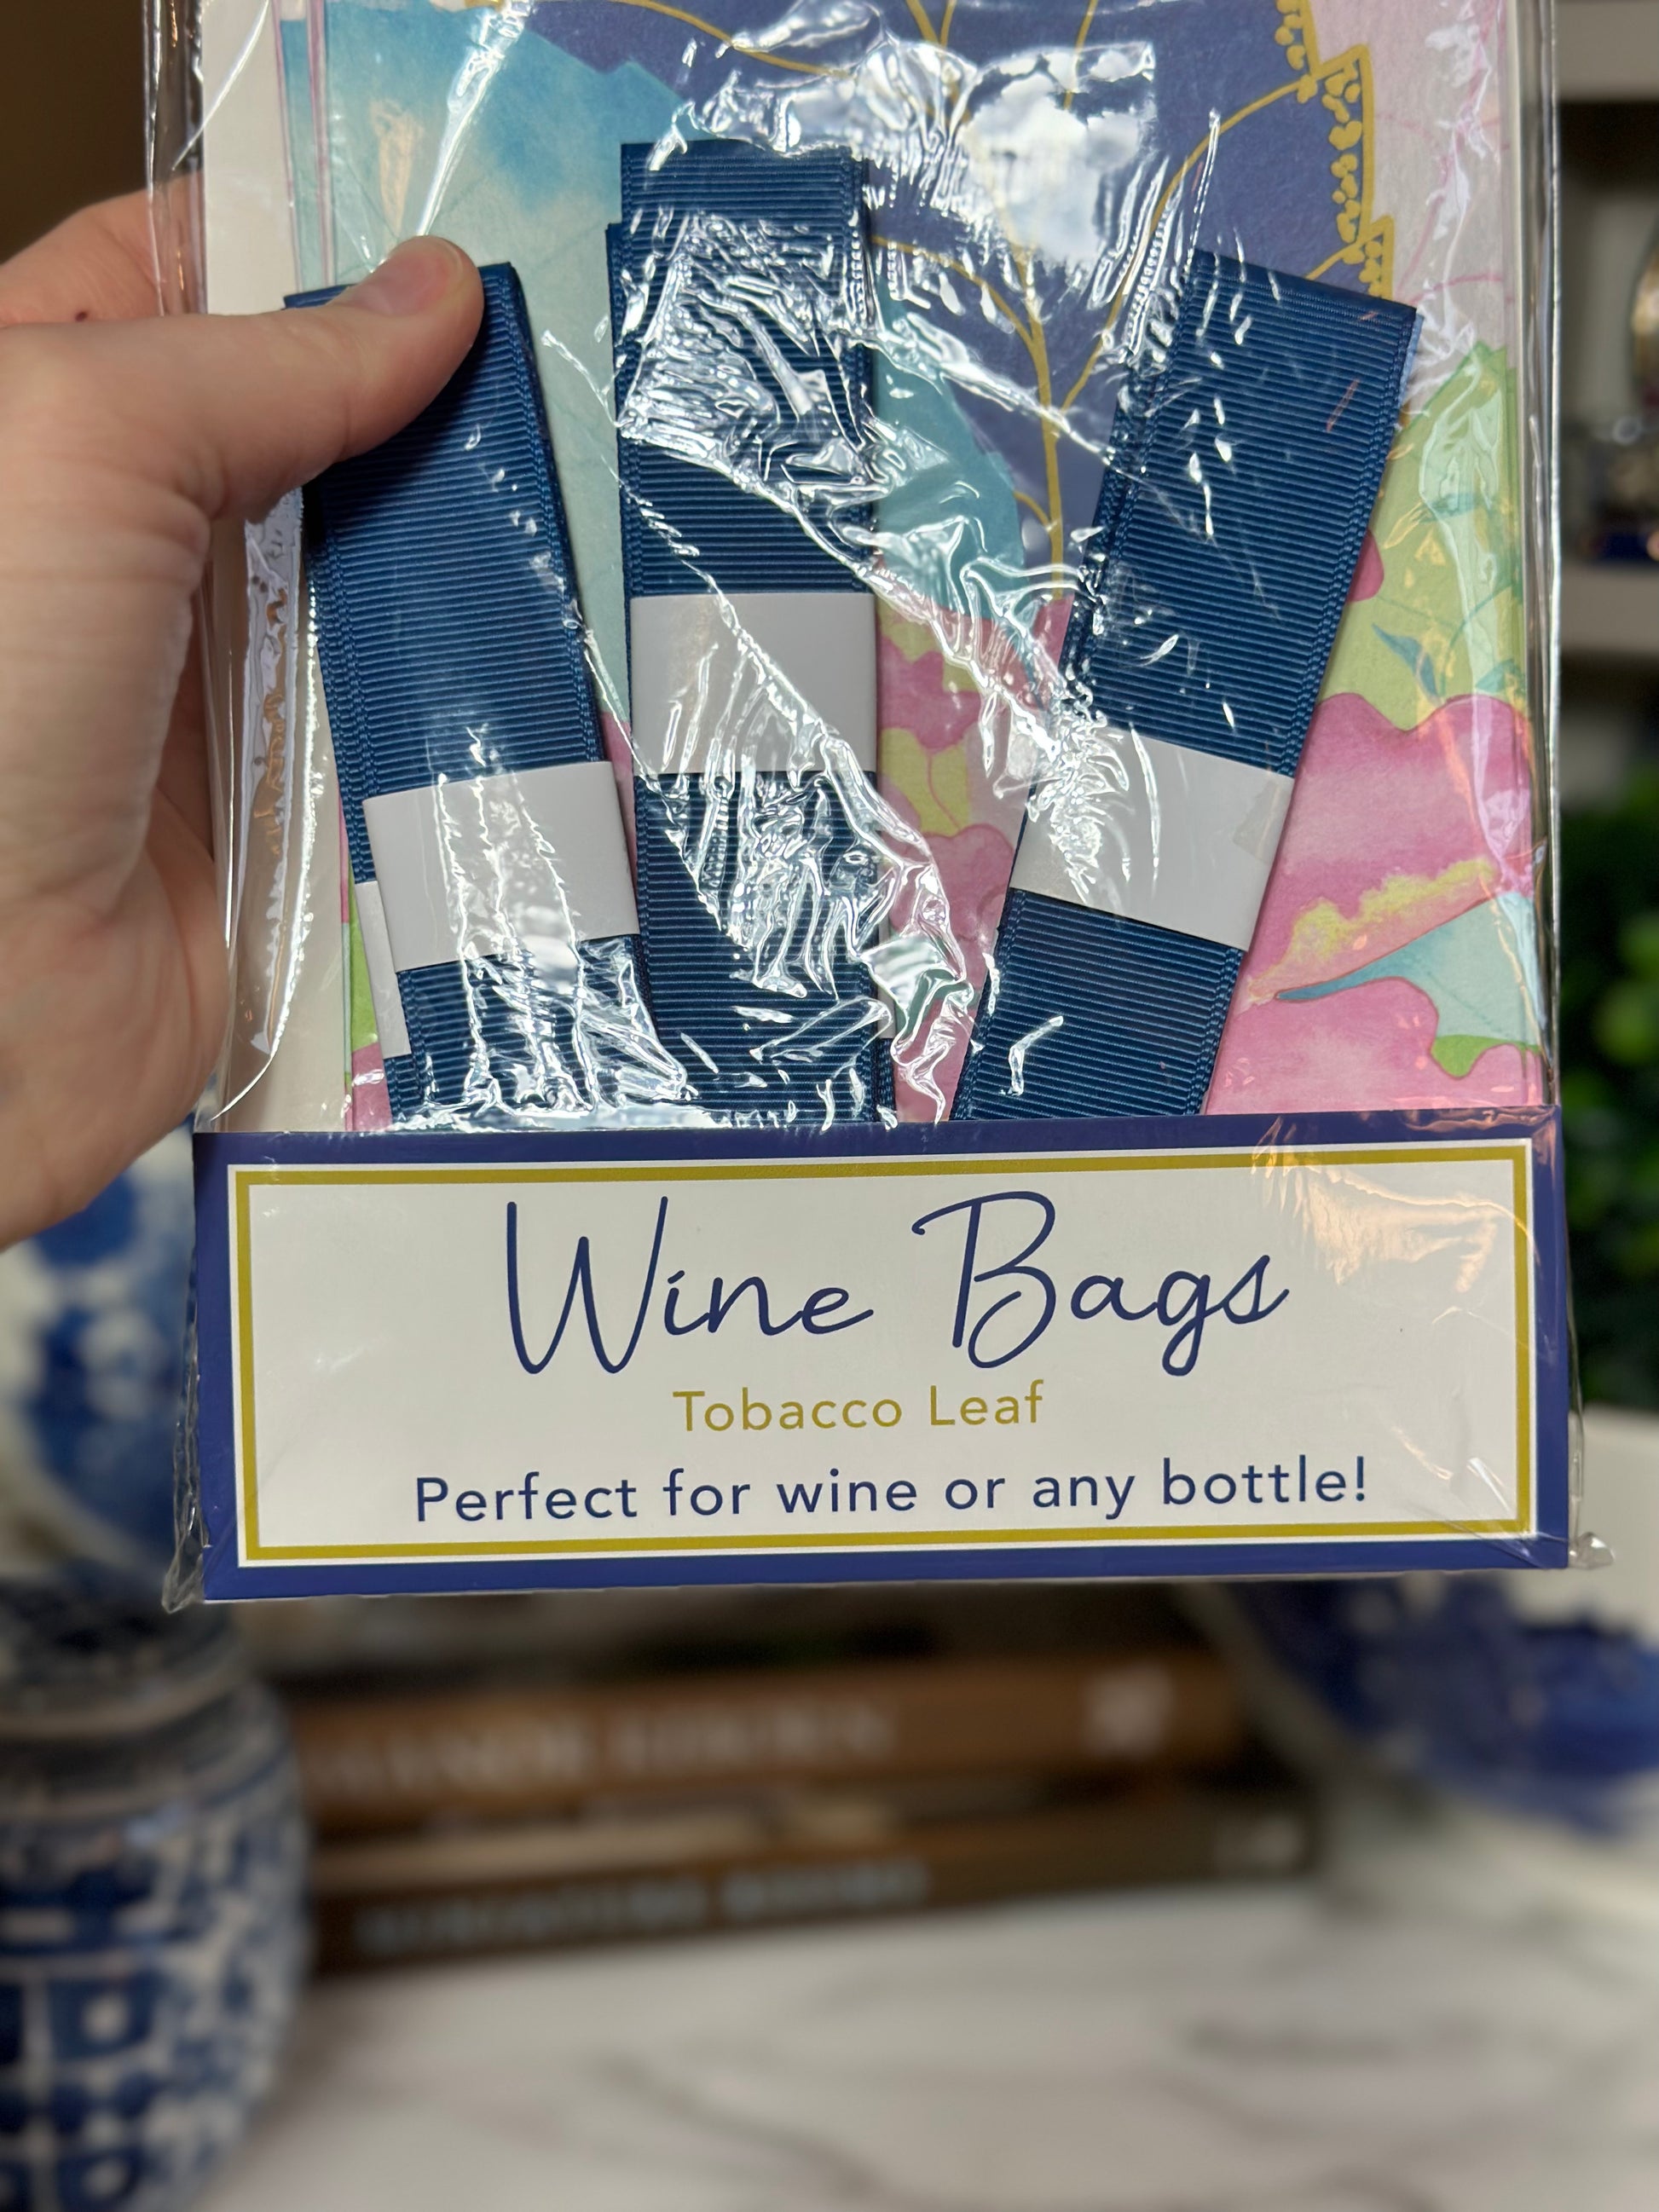 Wine Bags
Tobacco Leaf
Perfect for wine or any bottle!